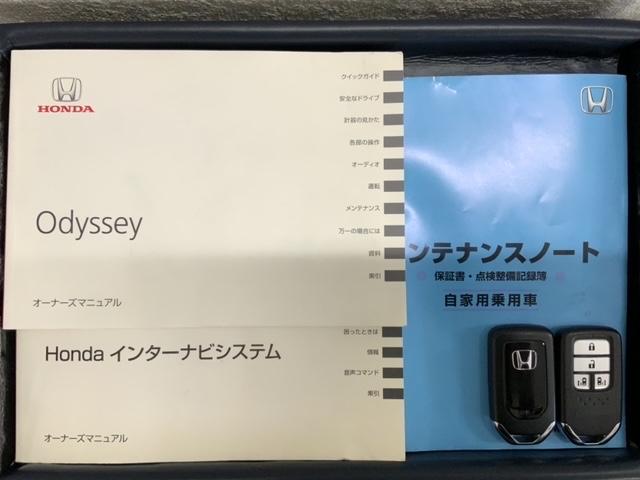 HONDA
Odyssey
オーナーズマニュアル
クイックガイド
安全なドライブ
計器の見かた
各部の操作
オーディオ
運転
メンテナンス
万一の場合には
資料
索引
Honda インターナビシステム
オーナーズマニュアル
困ったときは
情報
音声コマンド
索引
ンテナンスノート
保証書・点検整備記録簿
自家用乗用車